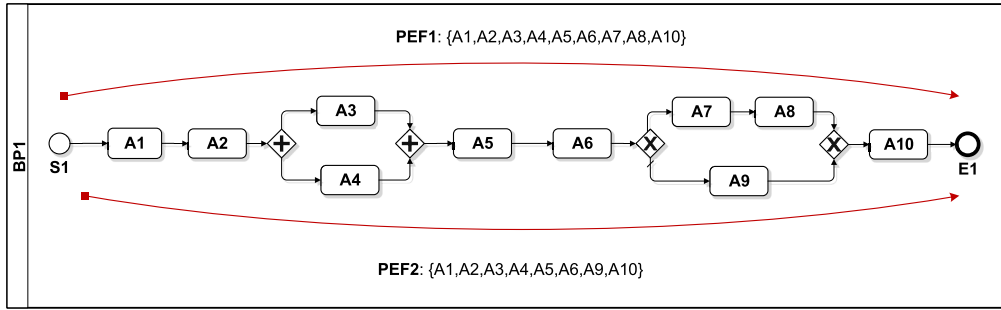 PEF1: {A1,A2,A3,A4,A5,A6,A7,A8,A10}
BP1
S1
A1
A2
A3
A4
A5
A6
X
A7
A8
A9
X
A10
E1
PEF2: {A1,A2,A3,A4,A5,A6,A9,A10}